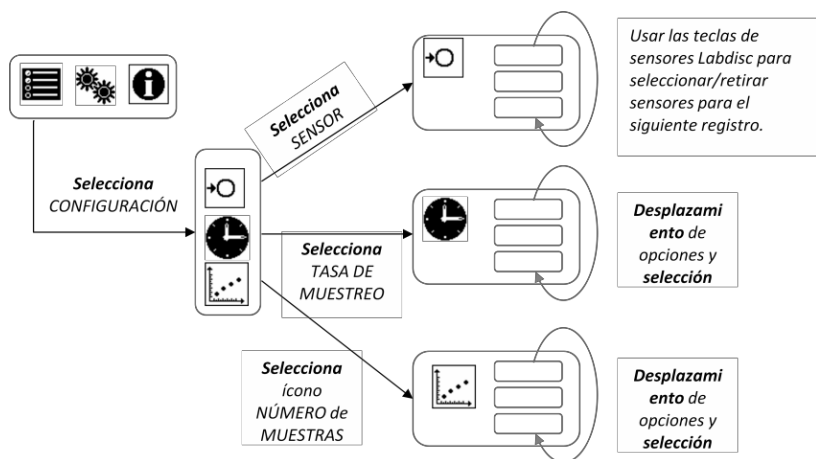 Selecciona
SENSOR
Usar las teclas de
sensores Labdisc para
seleccionar/retirar
sensores para el
siguiente registro.
Selecciona
CONFIGURACIÓN
Selecciona
TASA DE
MUESTREO
Desplazami
ento de
opciones y
selección
Selecciona
ícono
NÚMERO de
MUESTRAS
Desplazami
ento de
opciones y
selección